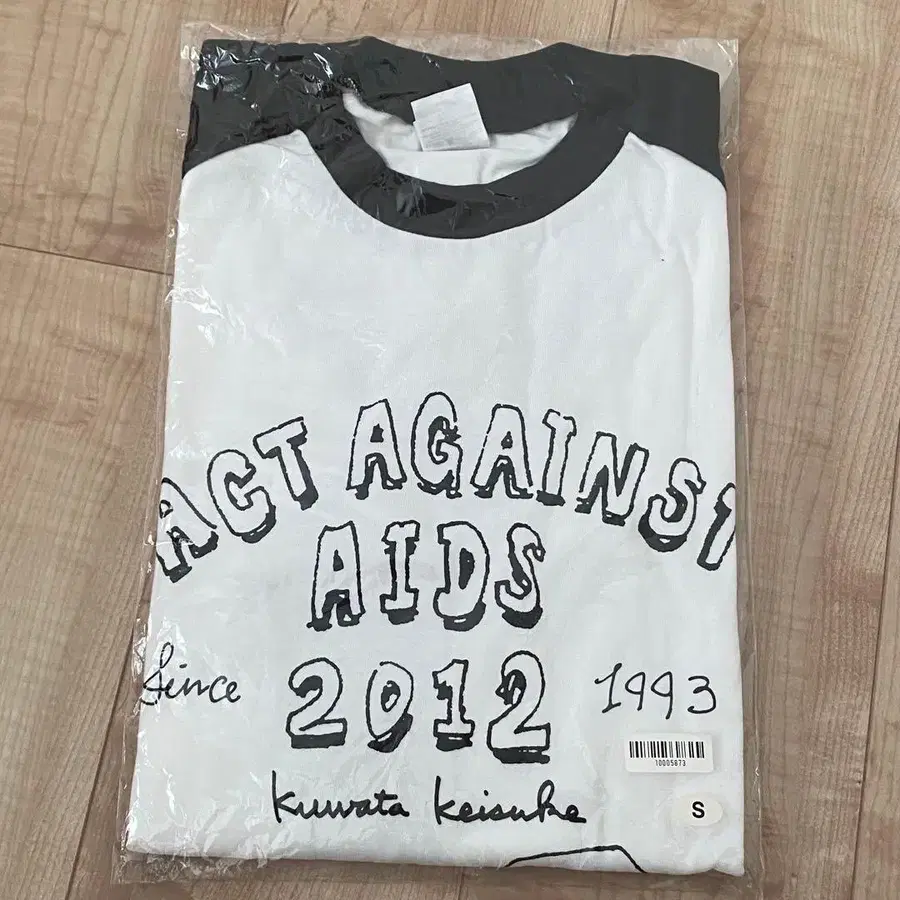 ACT AGAINST
AIDS
Since 2012 1993
10005873
Kuwata Keisuke
S